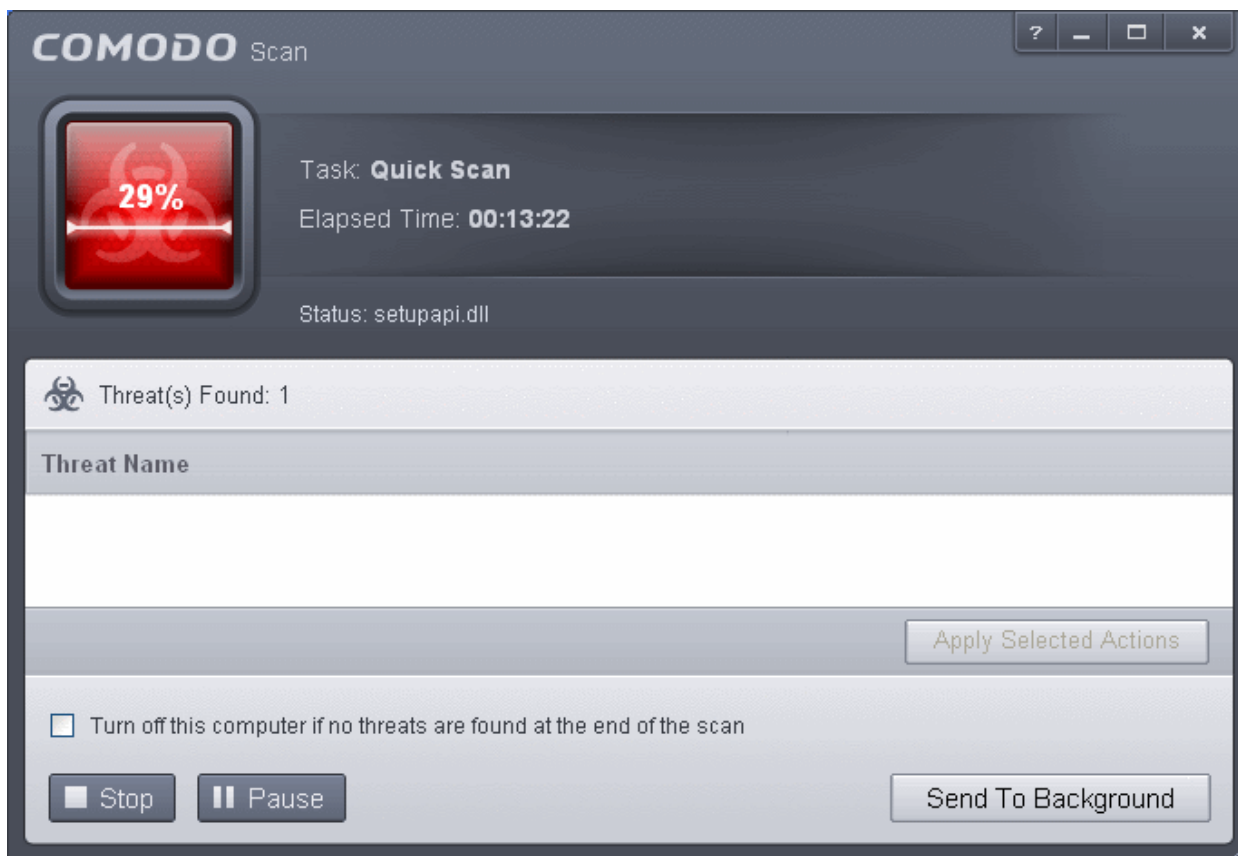 COMODO Scan
?
29%
Task: Quick Scan
Elapsed Time: 00:13:22
Status: setupapi.dll
Threat(s) Found: 1
Threat Name
Apply Selected Actions
Turn off this computer if no threats are found at the end of the scan
Stop
Pause
Send To Background